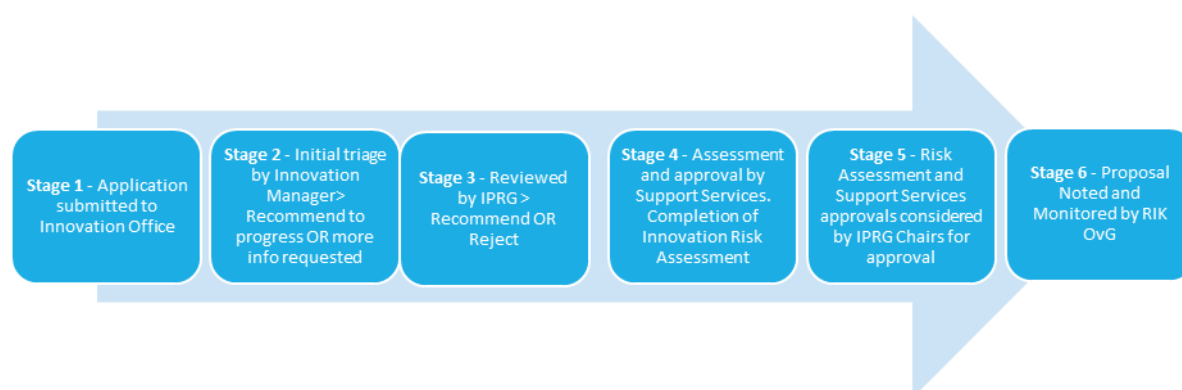 Stage 1 - Application
submitted to
Innovation Office
Stage 2 - Initial triage
by Innovation
Manager>
Recommend to
progress OR more
info requested
Stage 3 - Reviewed
by IPRG >
Recommend OR
Reject
Stage 4 - Assessment
and approval by
Support Services.
Completion of
Innovation Risk
Assessment
Stage 5 - Risk
Assessment and
Support Services
approvals considered
by IPRG Chairs for
approval
Stage 6 - Proposal
Noted and
Monitored by RIK
OvG